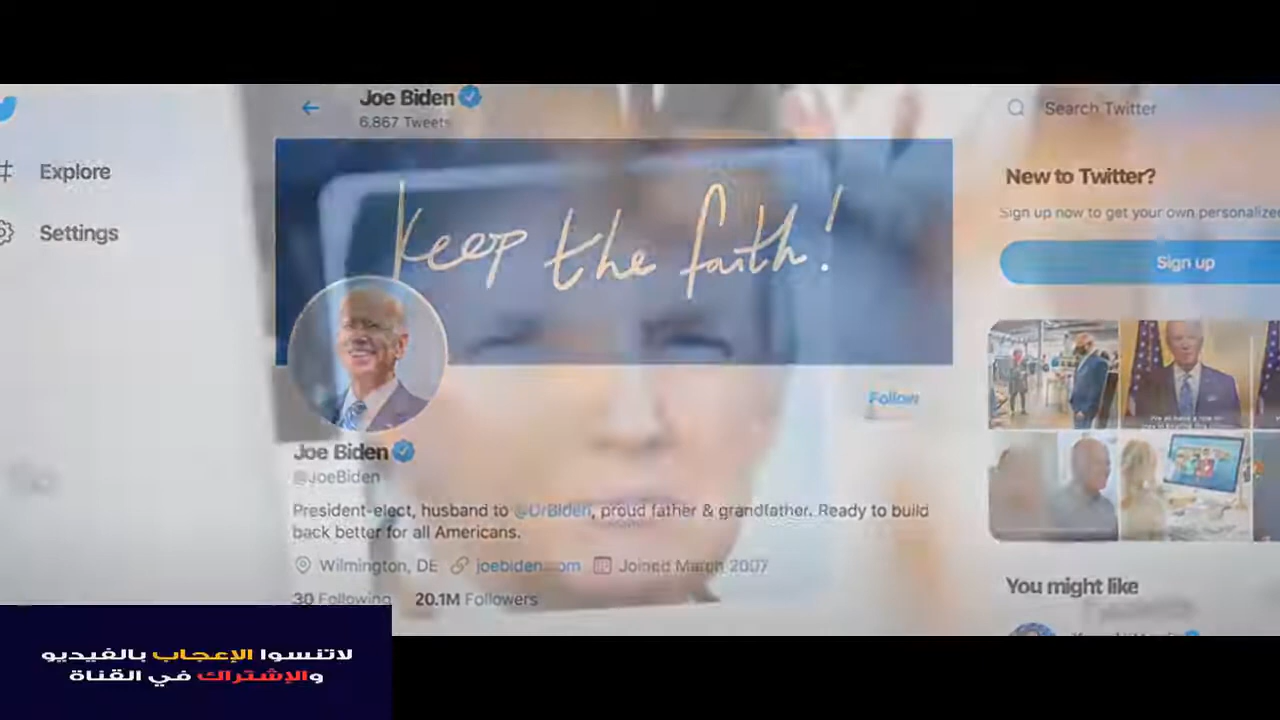 Joe Biden
6,867 Tweets
Search Twitter
Explore
Settings
keep the faith!
New to Twitter?
Sign up now to get your own personalize
Sign up
Follow
Joe Biden
@JoeBiden
President-elect, husband to @DrBiden, proud father & grandfather. Ready to build
back better for all Americans.
Wilmington, DE joebiden.com Joined March 2007
30 Following 20.1M Followers
You might like
لاتنسوا الإعجاب بالفيديو
والإشتراك في القناة